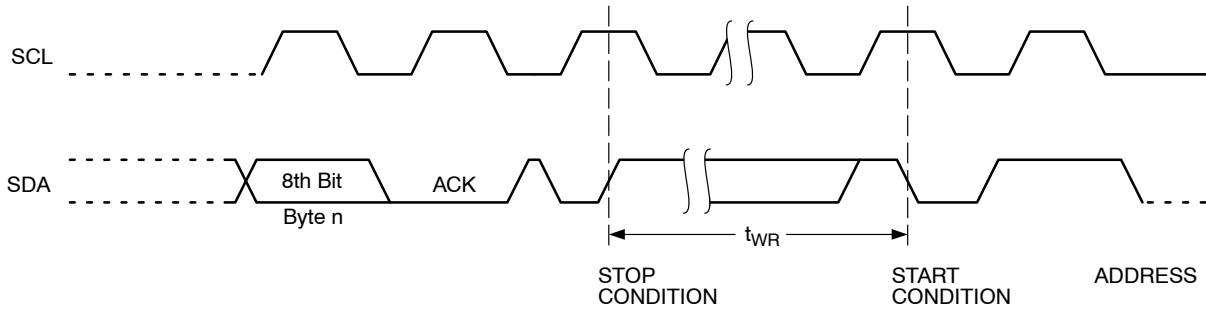 SCL
SDA
8th Bit
ACK
Byte n
tWR
STOP
CONDITION
START
CONDITION
ADDRESS